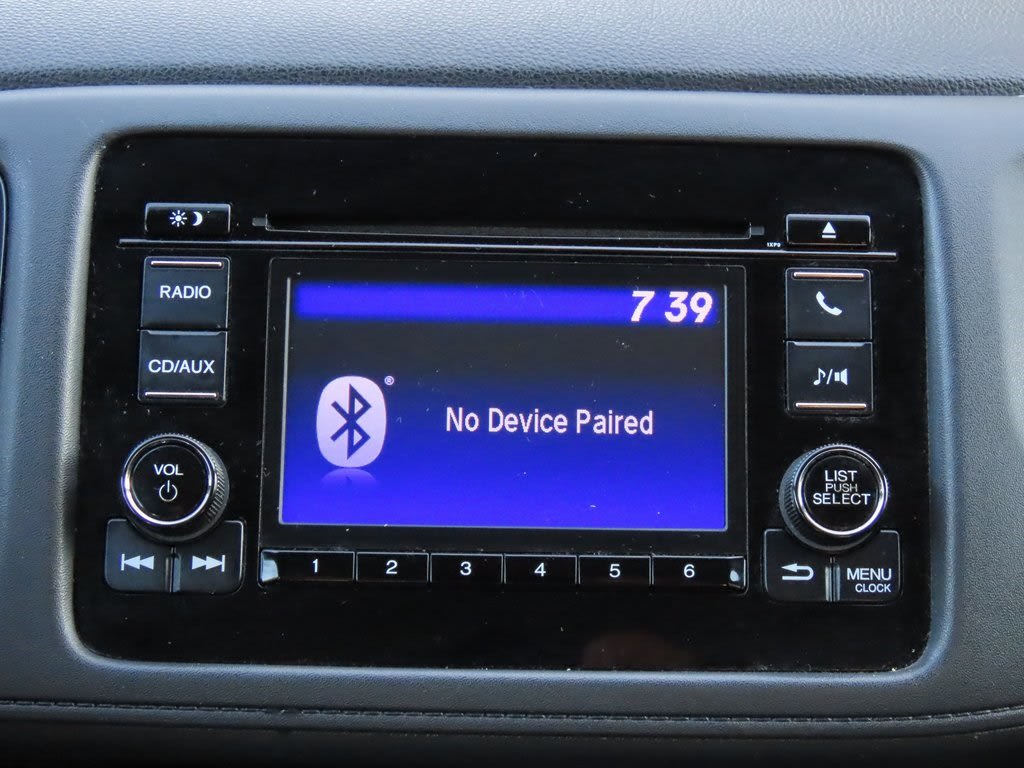 1XP0
RADIO
CD/AUX
7 39
®
No Device Paired
VOL
LIST
PUSH
SELECT
1 2 3 4 5 6
MENU
CLOCK